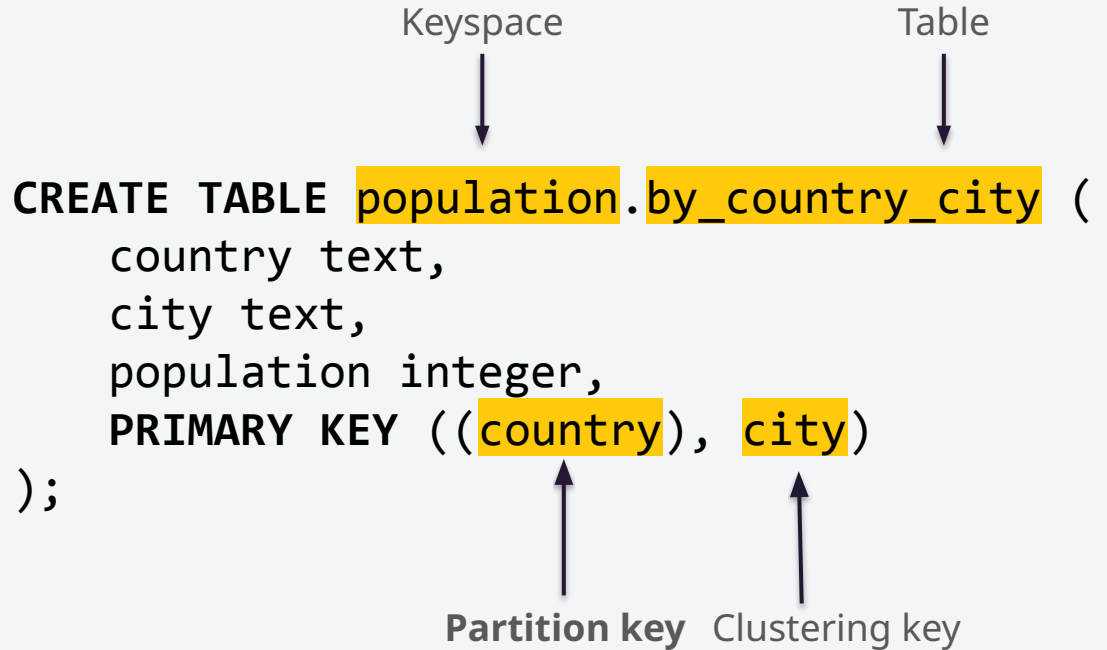 Keyspace Table
CREATE TABLE population.by_country_city (
country text,
city text,
population integer,
PRIMARY KEY ((country), city)
);
Partition key Clustering key